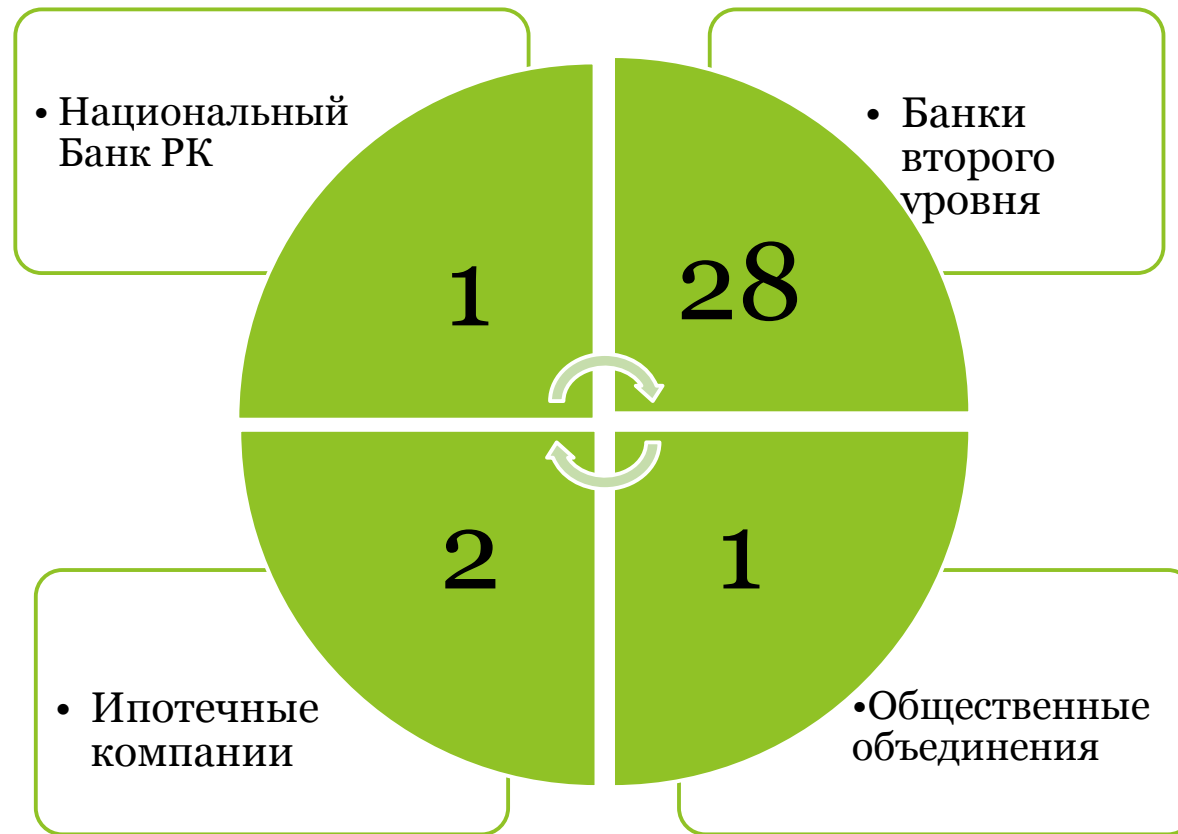 • Национальный
Банк РК
• Банки
второго
уровня
1
28
2
1
• Ипотечные
компании
•Общественные
объединения